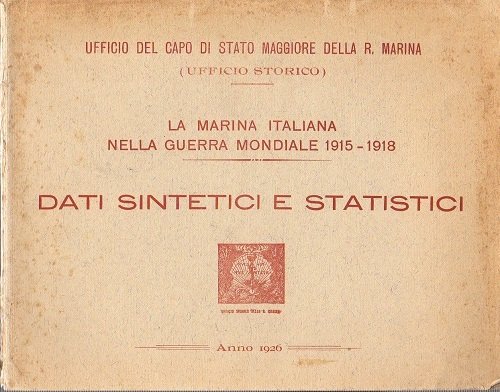 UFFICIO DEL CAPO DI STATO MAGGIORE DELLA R. MARINA
(UFFICIO STORICO)
LA MARINA ITALIANA
NELLA GUERRA MONDIALE 1915-1918
DATI SINTETICI E STATISTICI
Anno 1926